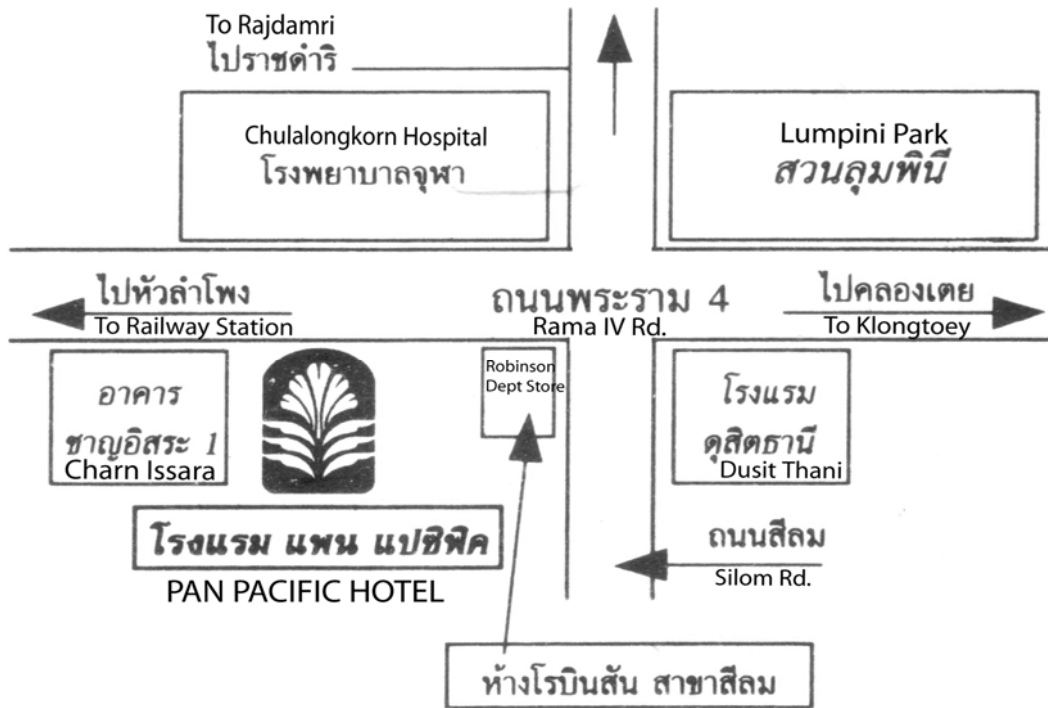 To Rajdamri
ไปราชดำริ
Chulalongkorn Hospital
โรงพยาบาลจุฬา
Lumpini Park
สวนลุมพินี
ไปหัวลำโพง
To Railway Station
ถนนพระราม 4
Rama IV Rd.
ไปคลองเตย
To Klongtoey
อาคาร
ชาญอิสระ 1
Charn Issara
Robinson
Dept Store
โรงแรม
ดุสิตธานี
Dusit Thani
โรงแรม แพน แปซิฟิค
PAN PACIFIC HOTEL
ถนนสีลม
Silom Rd.
ห้างโรบินสัน สาขาสีลม